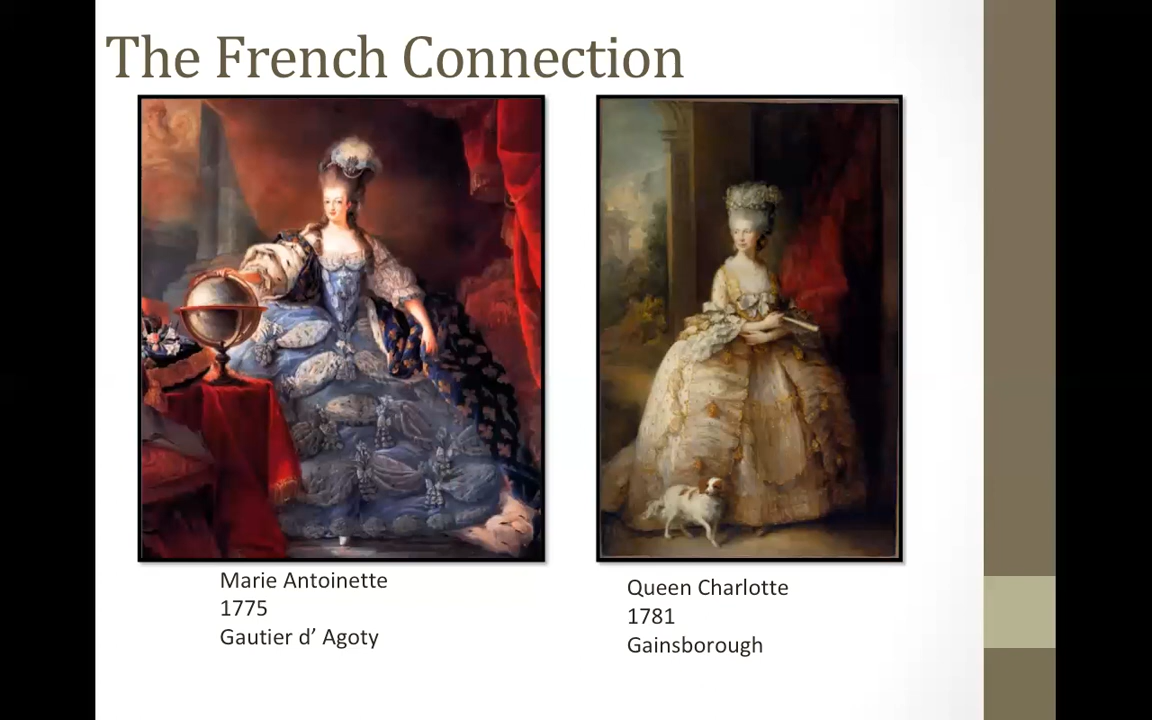 The French Connection
Marie Antoinette
1775
Gautier d’ Agoty
Queen Charlotte
1781
Gainsborough